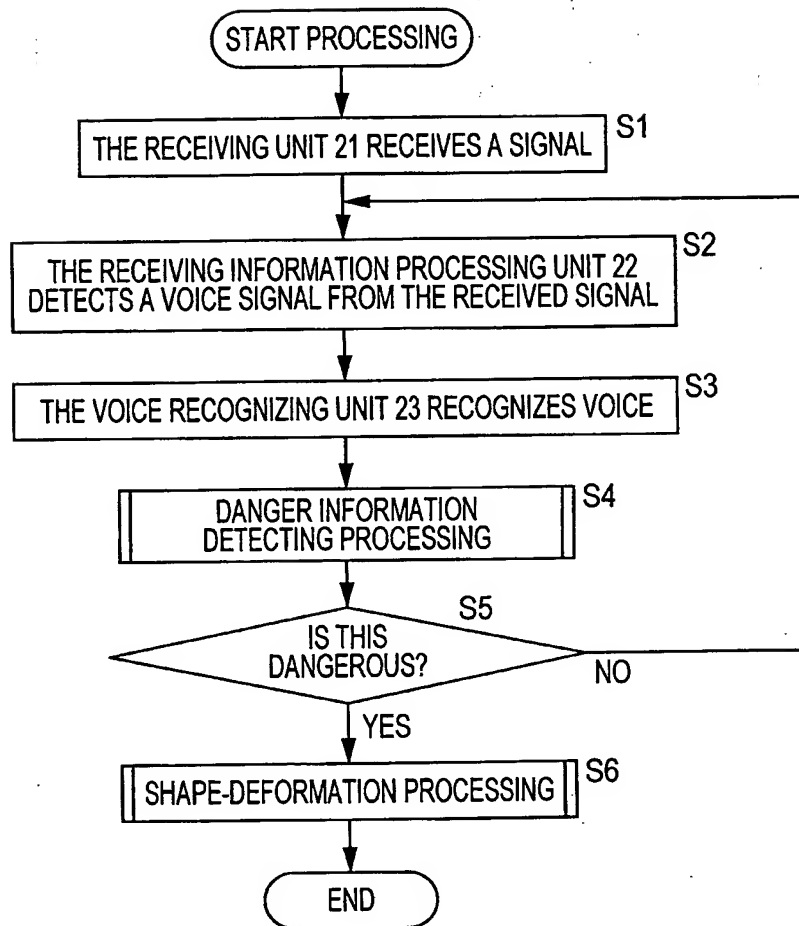 START PROCESSING
THE RECEIVING UNIT 21 RECEIVES A SIGNAL
S1
THE RECEIVING INFORMATION PROCESSING UNIT 22
DETECTS A VOICE SIGNAL FROM THE RECEIVED SIGNAL
S2
THE VOICE RECOGNIZING UNIT 23 RECOGNIZES VOICE
S3
DANGER INFORMATION
DETECTING PROCESSING
S4
S5
IS THIS
DANGEROUS?
NO
YES
SHAPE-DEFORMATION PROCESSING
S6
END